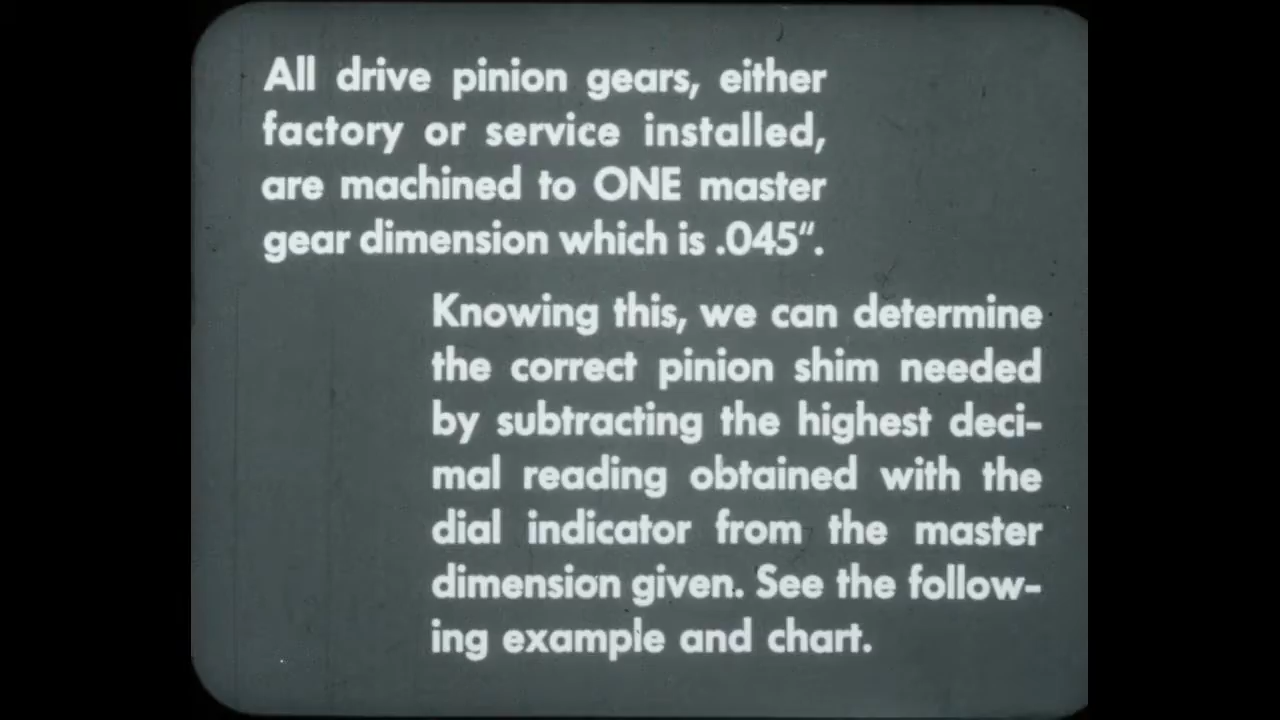 All drive pinion gears, either
factory or service installed,
are machined to ONE master
gear dimension which is .045".
Knowing this, we can determine
the correct pinion shim needed
by subtracting the highest deci-
mal reading obtained with the
dial indicator from the master
dimension given. See the follow-
ing example and chart.